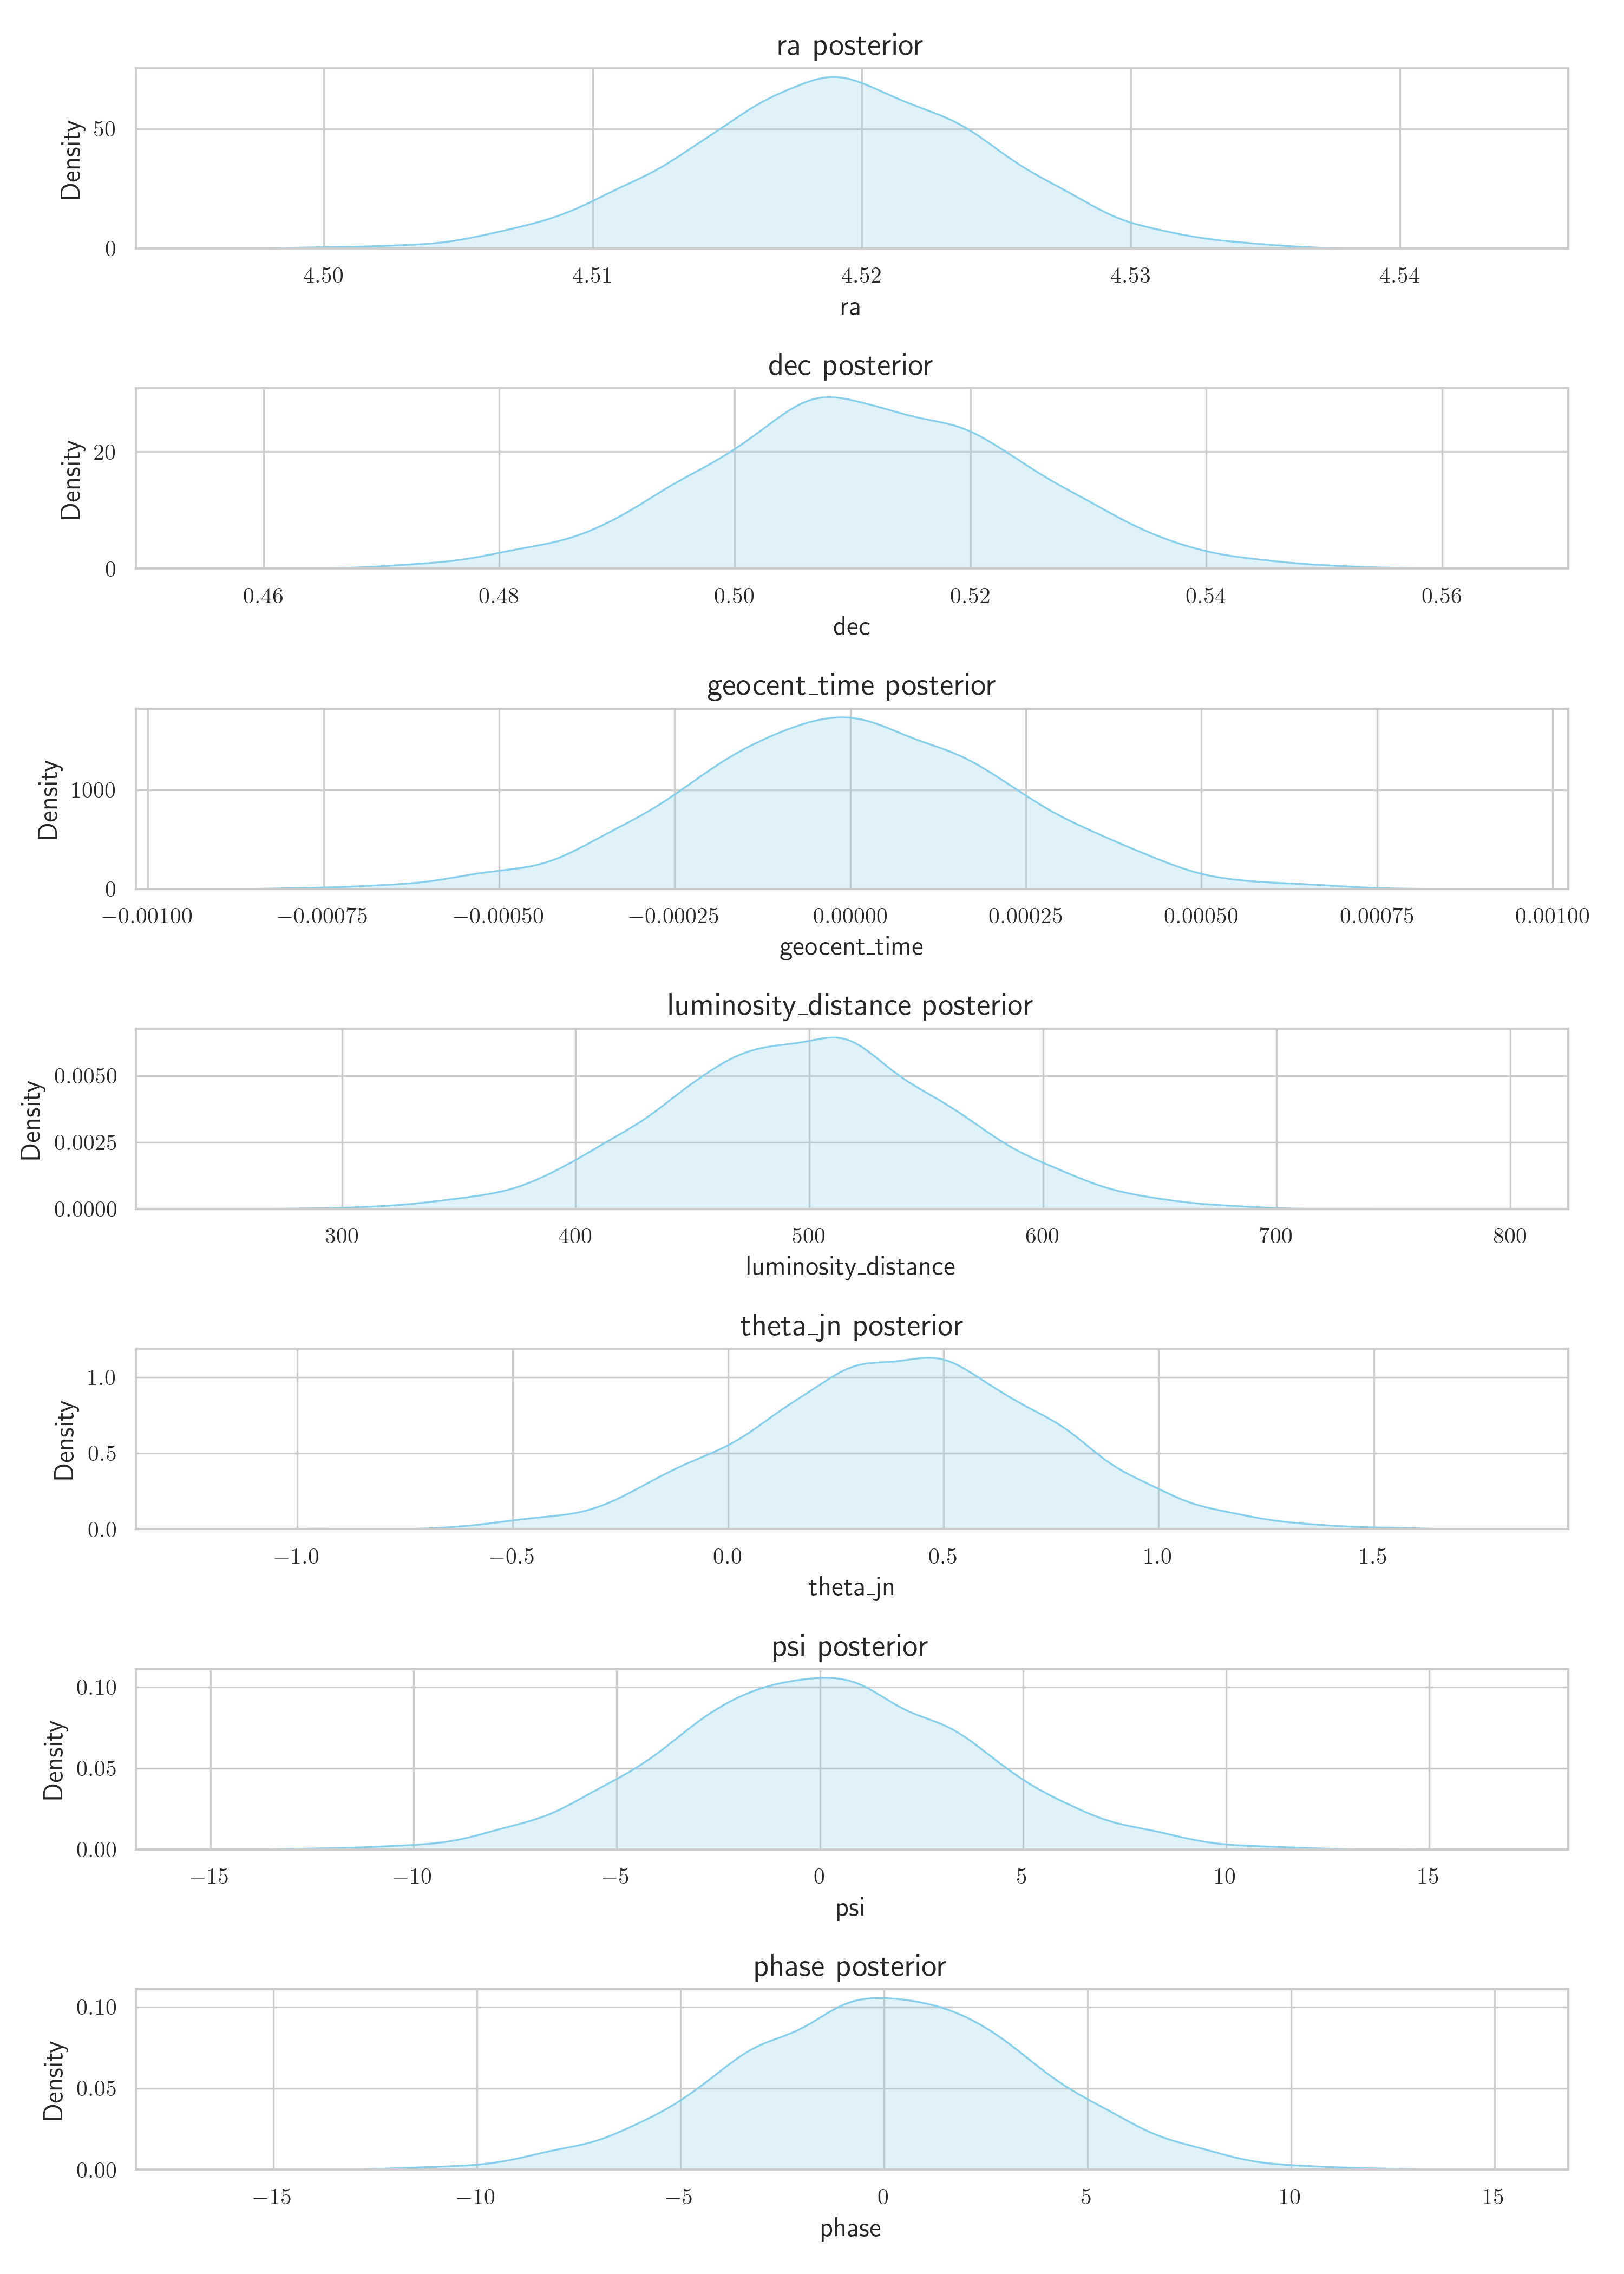 ra posterior
Density
50
0
4.50 4.51 4.52 4.53 4.54
ra
dec posterior
Density
20
0
0.46 0.48 0.50 0.52 0.54 0.56
dec
geocent_time posterior
Density
1000
0
−0.00100 −0.00075 −0.00050 −0.00025 0.00000 0.00025 0.00050 0.00075 0.00100
geocent_time
luminosity_distance posterior
Density
0.0050
0.0025
0.0000
300 400 500 600 700 800
luminosity_distance
theta_jn posterior
Density
1.0
0.5
0.0
−1.0 −0.5 0.0 0.5 1.0 1.5
theta_jn
psi posterior
Density
0.10
0.05
0.00
−15 −10 −5 0 5 10 15
psi
phase posterior
Density
0.10
0.05
0.00
−15 −10 −5 0 5 10 15
phase